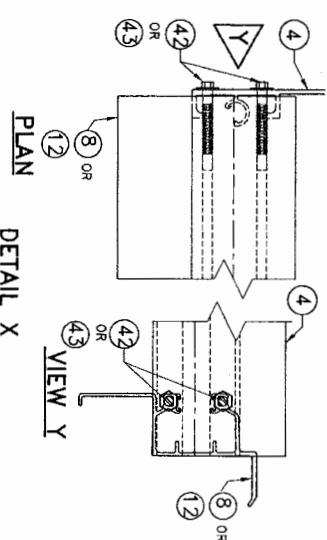 4
42 OR
43
Y
8 OR
12
PLAN
4
42 OR
43
VIEW Y
8 OR
12
DETAIL X